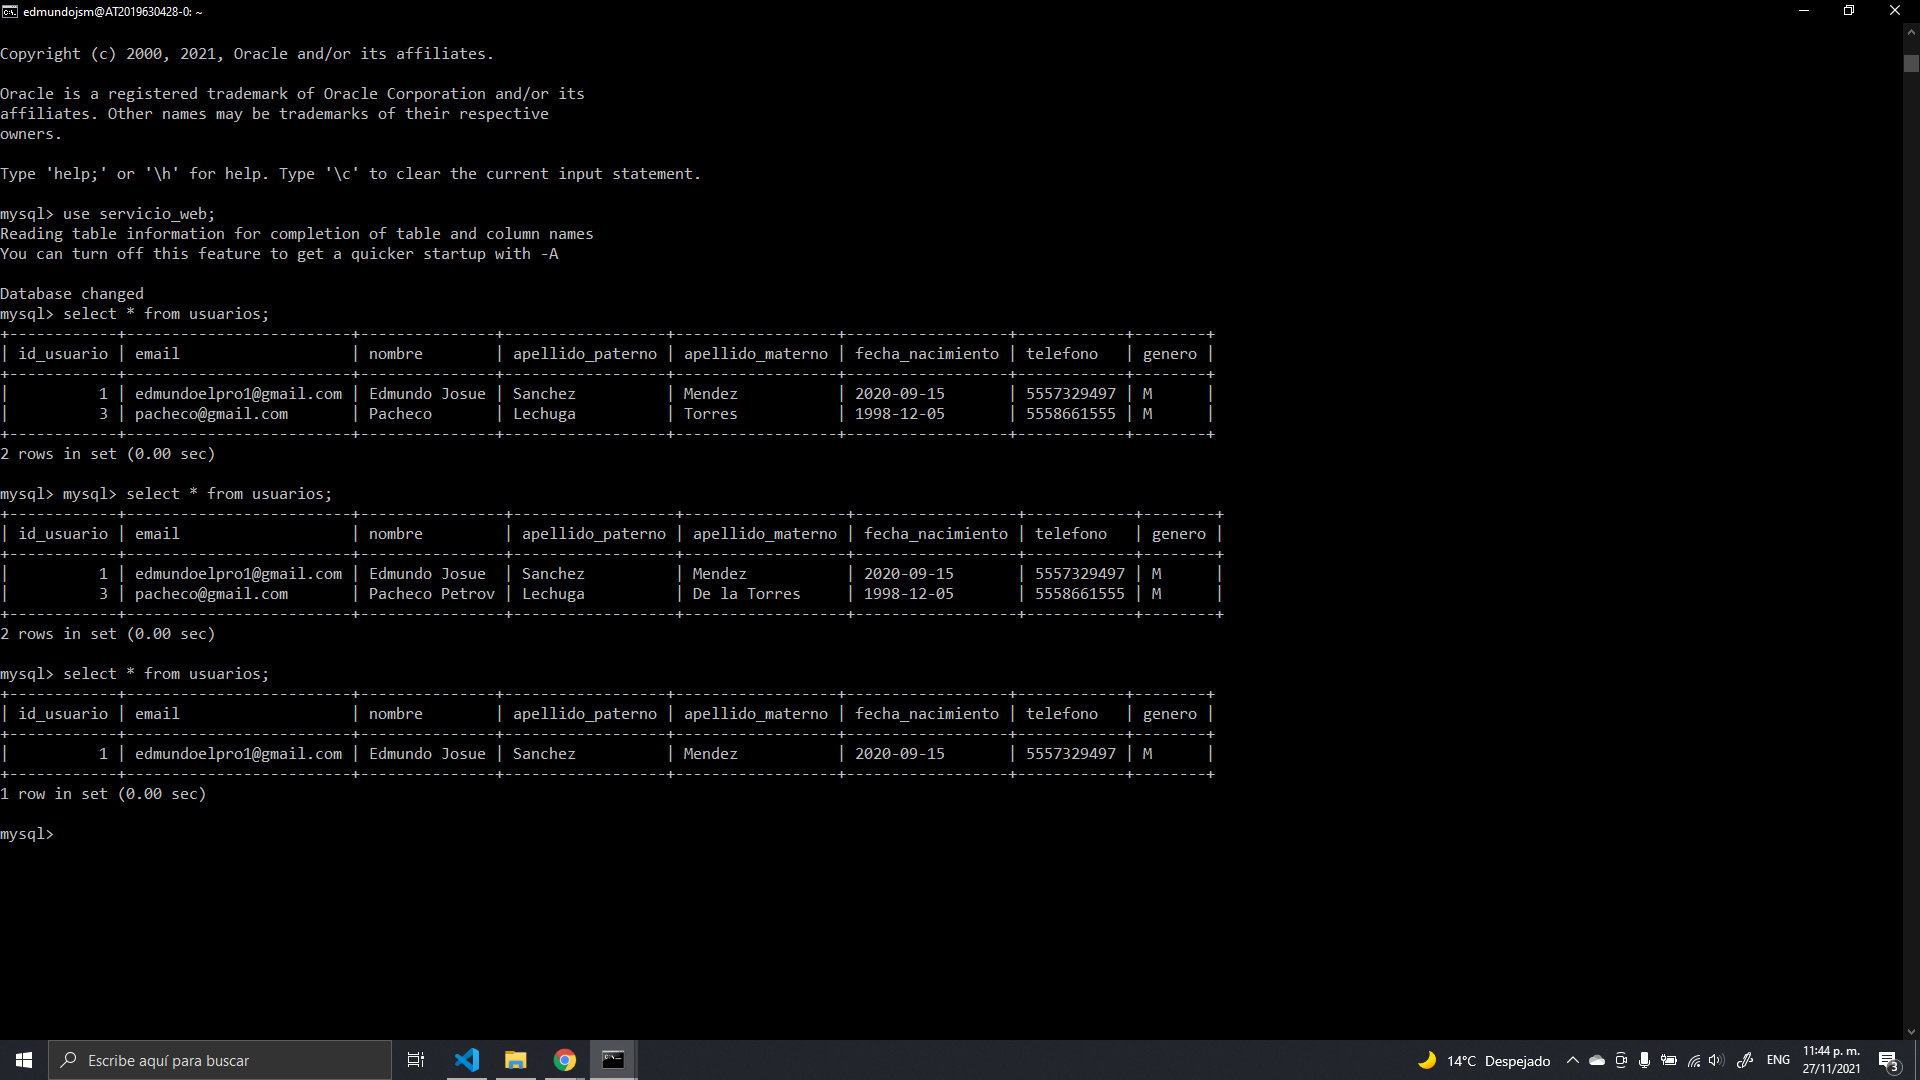 edmundojsm@AT2019630428-0: ~
Copyright (c) 2000, 2021, Oracle and/or its affiliates.
Oracle is a registered trademark of Oracle Corporation and/or its
affiliates. Other names may be trademarks of their respective
owners.
Type 'help;' or '\h' for help. Type '\c' to clear the current input statement.
mysql> use servicio_web;
Reading table information for completion of table and column names
You can turn off this feature to get a quicker startup with -A
Database changed
mysql> select * from usuarios;
+------------+-------------------------+---------------+------------------+------------------+------------------+------------+--------+
| id_usuario | email                   | nombre        | apellido_paterno | apellido_materno | fecha_nacimiento | telefono   | genero |
+------------+-------------------------+---------------+------------------+------------------+------------------+------------+--------+
|          1 | edmundoelpro1@gmail.com | Edmundo Josue | Sanchez          | Mendez           | 2020-09-15       | 5557329497 | M      |
|          3 | pacheco@gmail.com       | Pacheco       | Lechuga          | Torres           | 1998-12-05       | 5558661555 | M      |
+------------+-------------------------+---------------+------------------+------------------+------------------+------------+--------+
2 rows in set (0.00 sec)
mysql> mysql> select * from usuarios;
+------------+-------------------------+----------------+------------------+------------------+------------------+------------+--------+
| id_usuario | email                   | nombre         | apellido_paterno | apellido_materno | fecha_nacimiento | telefono   | genero |
+------------+-------------------------+----------------+------------------+------------------+------------------+------------+--------+
|          1 | edmundoelpro1@gmail.com | Edmundo Josue  | Sanchez          | Mendez           | 2020-09-15       | 5557329497 | M      |
|          3 | pacheco@gmail.com       | Pacheco Petrov | Lechuga          | De la Torres     | 1998-12-05       | 5558661555 | M      |
+------------+-------------------------+----------------+------------------+------------------+------------------+------------+--------+
2 rows in set (0.00 sec)
mysql> select * from usuarios;
+------------+-------------------------+---------------+------------------+------------------+------------------+------------+--------+
| id_usuario | email                   | nombre        | apellido_paterno | apellido_materno | fecha_nacimiento | telefono   | genero |
+------------+-------------------------+---------------+------------------+------------------+------------------+------------+--------+
|          1 | edmundoelpro1@gmail.com | Edmundo Josue | Sanchez          | Mendez           | 2020-09-15       | 5557329497 | M      |
+------------+-------------------------+---------------+------------------+------------------+------------------+------------+--------+
1 row in set (0.00 sec)
mysql>
Escribe aquí para buscar
14°C Despejado
ENG
11:44 p. m.
27/11/2021
3